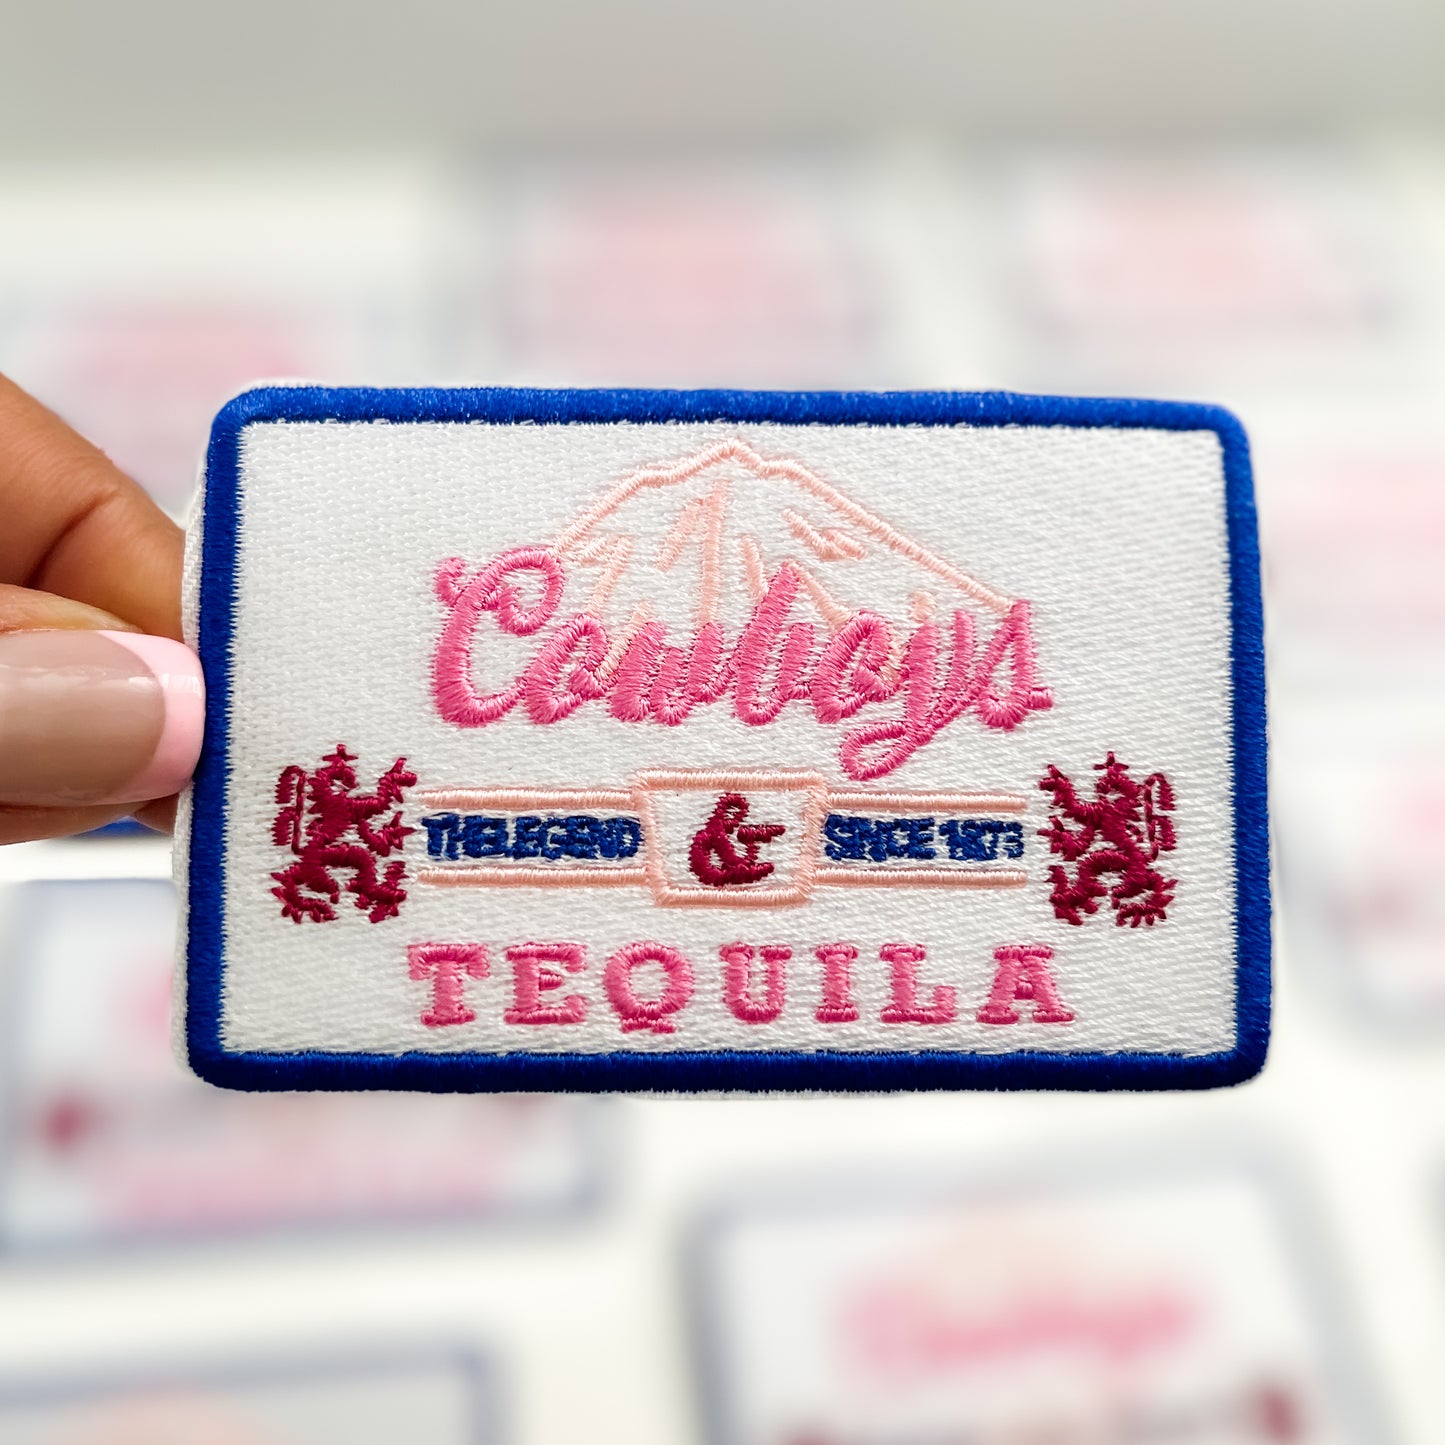 Cowboys
THE LEGEND & SINCE 1873
TEQUILA